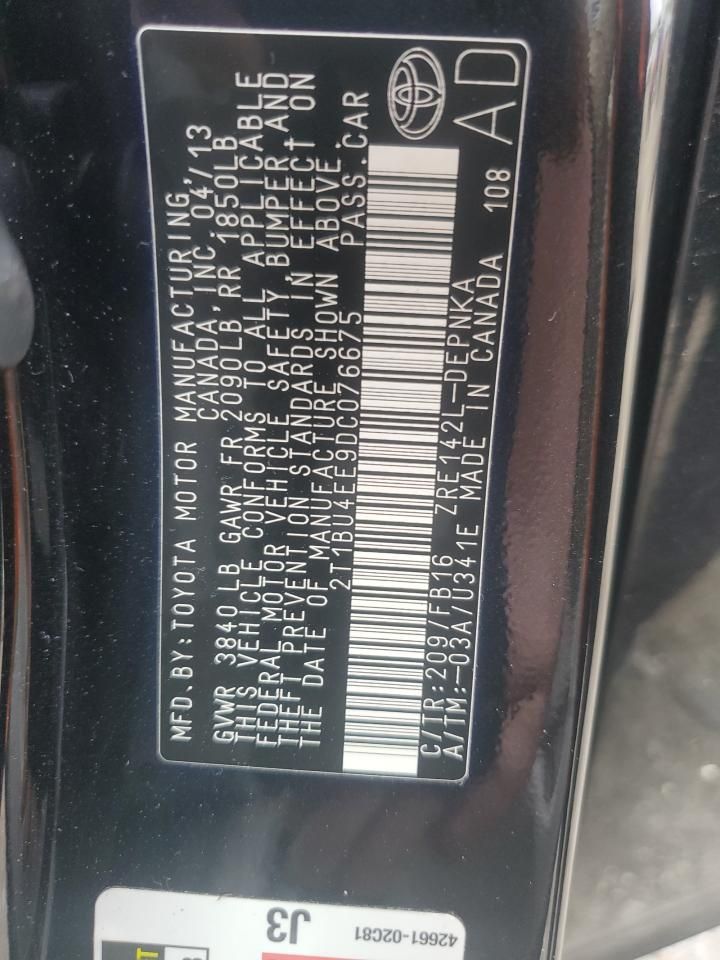 MFD.BY:TOYOTA MOTOR MANUFACTURING,
CANADA, INC. 04/13
GVWR 3840 LB GAWR FR 2090LB RR 1850LB
THIS VEHICLE CONFORMS TO ALL APPLICABLE
FEDERAL MOTOR VEHICLE SAFETY, BUMPER, AND
THEFT PREVENTION STANDARDS IN EFFECT ON
THE DATE OF MANUFACTURE SHOWN ABOVE.
2T1BU4EE9DC076675 PASS.CAR
C/TR:209/FB16 ZRE142L-DEPNKA
A/TM:-03A/U341E MADE IN CANADA 108
AD
J3
42661-02C81